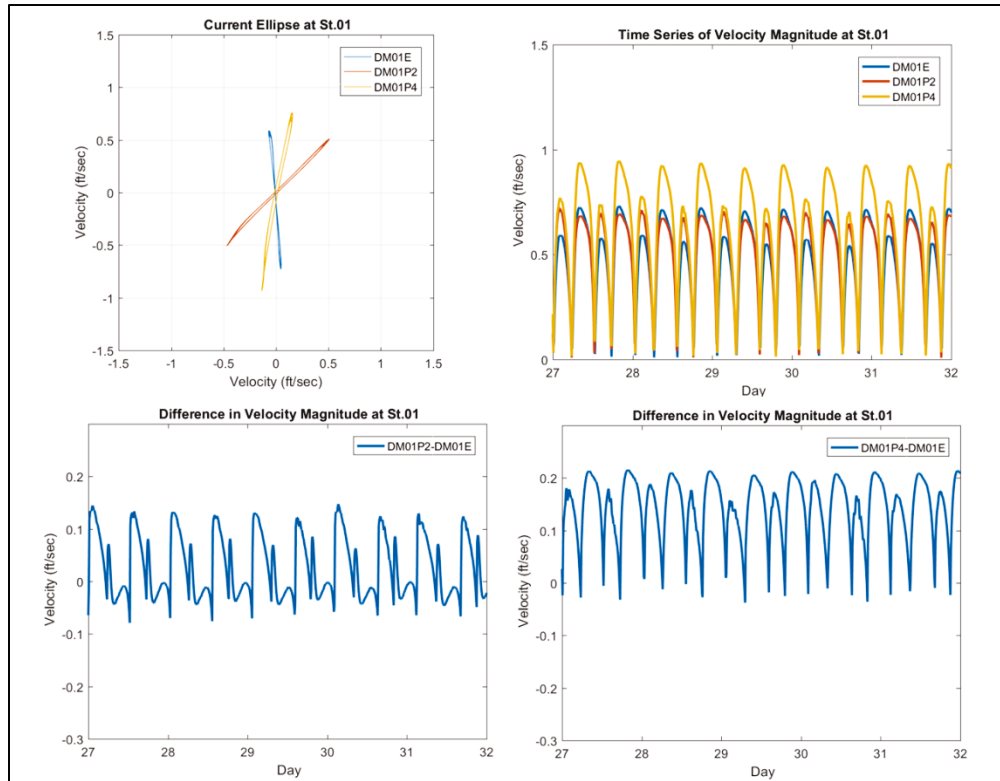 Current Ellipse at St.01
1.5
1
0.5
0
-0.5
-1
-1.5
Velocity (ft/sec)
-1.5
-1
-0.5
0
0.5
1
1.5
Velocity (ft/sec)
DM01E
DM01P2
DM01P4
Time Series of Velocity Magnitude at St.01
1.5
1
0.5
0
Velocity (ft/sec)
27
28
29
30
31
32
Day
DM01E
DM01P2
DM01P4
Difference in Velocity Magnitude at St.01
0.2
0.1
0
-0.1
-0.2
-0.3
Velocity (ft/sec)
27
28
29
30
31
32
Day
DM01P2-DM01E
Difference in Velocity Magnitude at St.01
0.2
0.1
0
-0.1
-0.2
-0.3
Velocity (ft/sec)
27
28
29
30
31
32
Day
DM01P4-DM01E